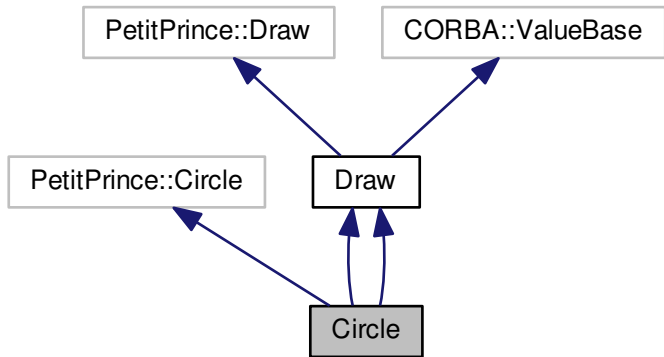 PetitPrince::Draw
CORBA::ValueBase
PetitPrince::Circle
Draw
Circle